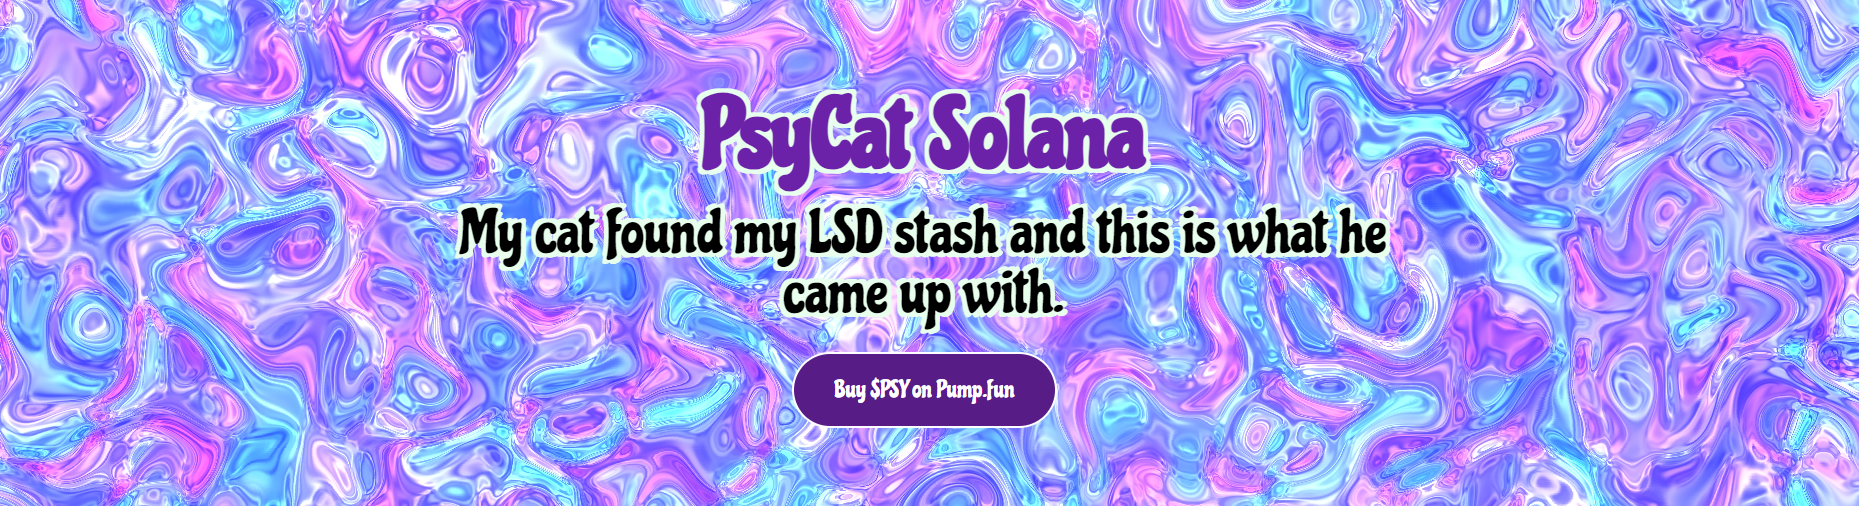 PsyCat Solana
My cat found my LSD stash and this is what he
came up with.
Buy $PSY on Pump.fun